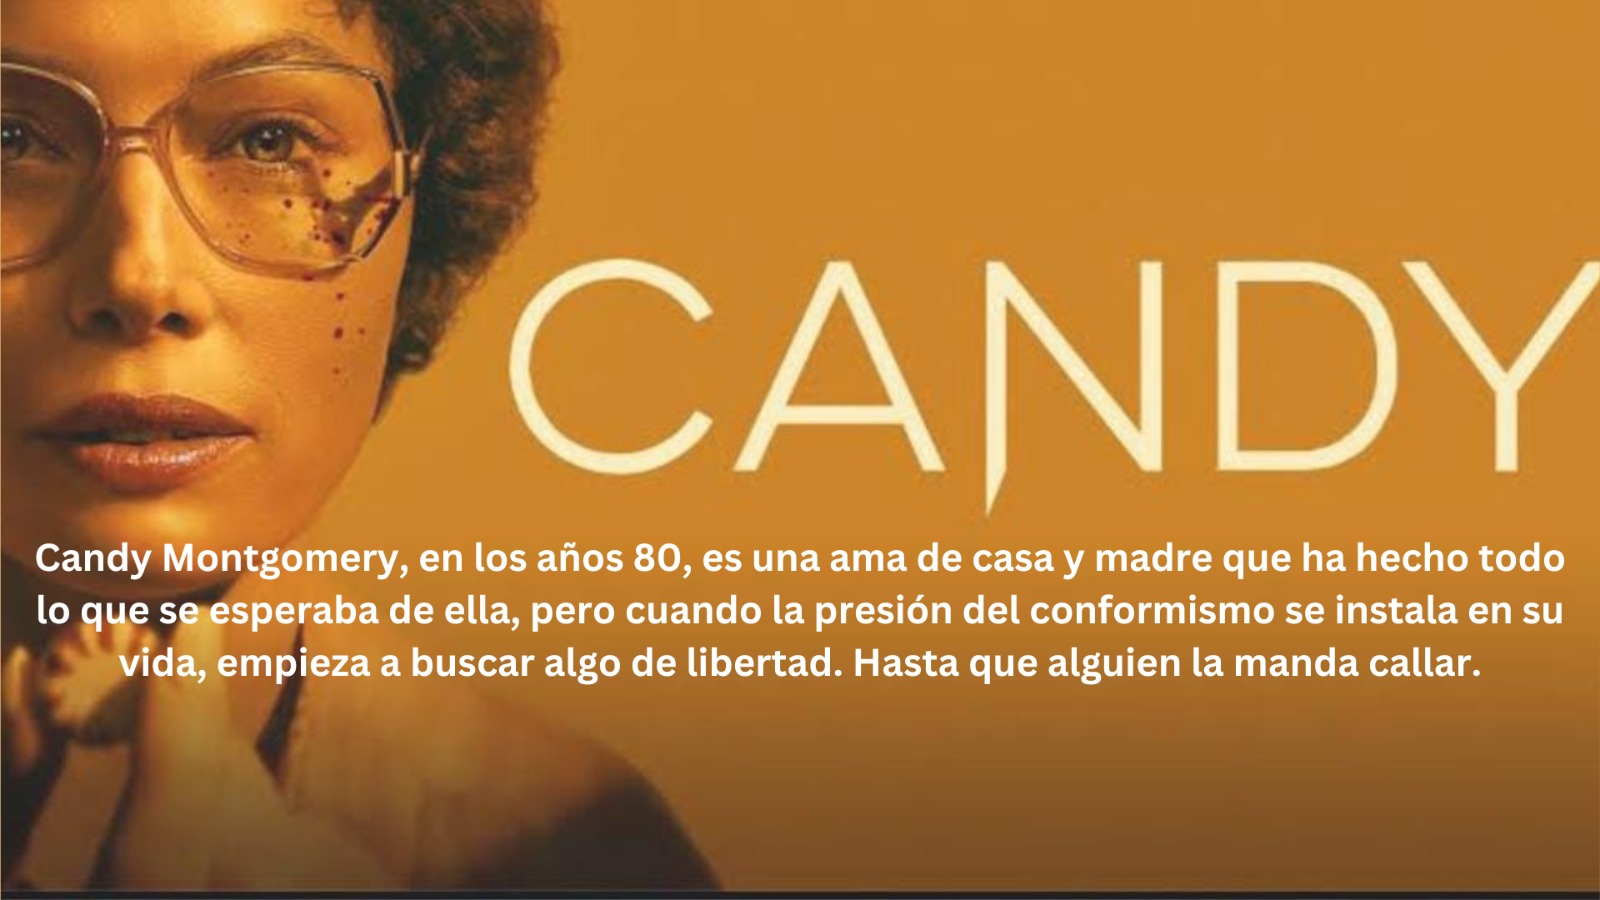 CANDY
Candy Montgomery, en los años 80, es una ama de casa y madre que ha hecho todo
lo que se esperaba de ella, pero cuando la presión del conformismo se instala en su
vida, empieza a buscar algo de libertad. Hasta que alguien la manda callar.